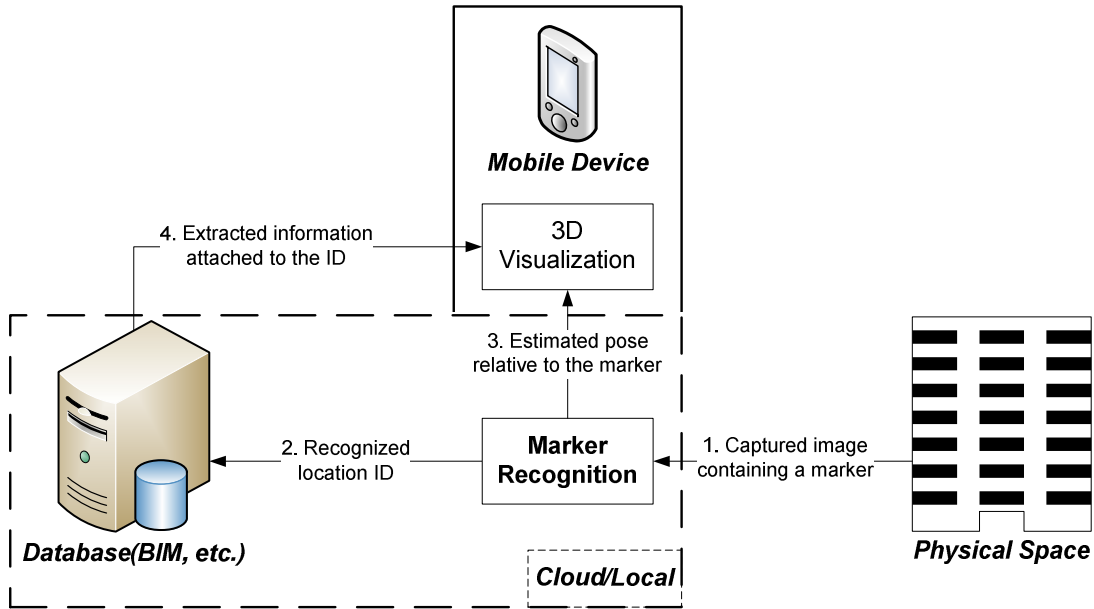 Mobile Device
3D
Visualization
4. Extracted information
attached to the ID
3. Estimated pose
relative to the marker
2. Recognized
location ID
Marker
Recognition
1. Captured image
containing a marker
Database(BIM, etc.)
Cloud/Local
Physical Space